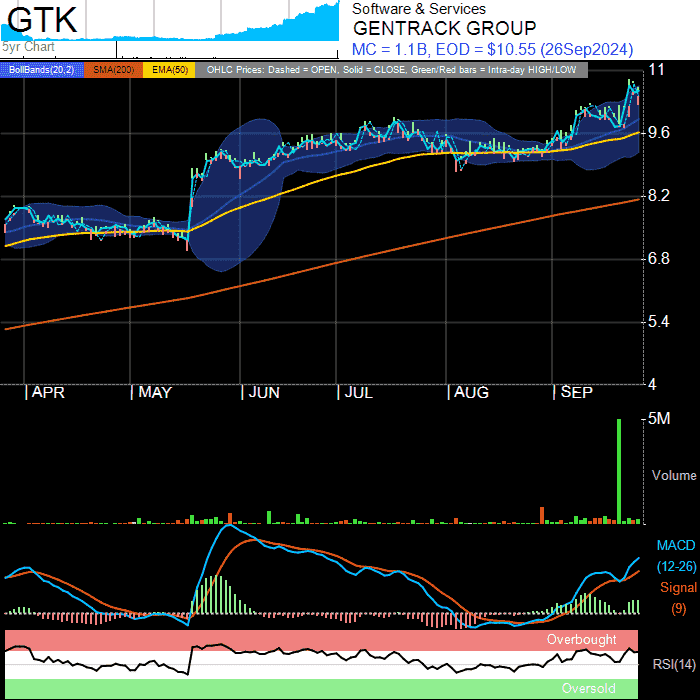 GTK
5yr Chart
Software & Services
GENTRACK GROUP
MC = 1.1B, EOD = $10.55 (26Sep2024)
BollBands(20,2) SMA(200) EMA(50) OHLC Prices: Dashed = OPEN, Solid = CLOSE, Green/Red bars = Intra-day HIGH/LOW
11
9.6
8.2
6.8
5.4
4
APR MAY JUN JUL AUG SEP
5M
Volume
MACD
(12-26)
Signal
(9)
Overbought
RSI(14)
Oversold